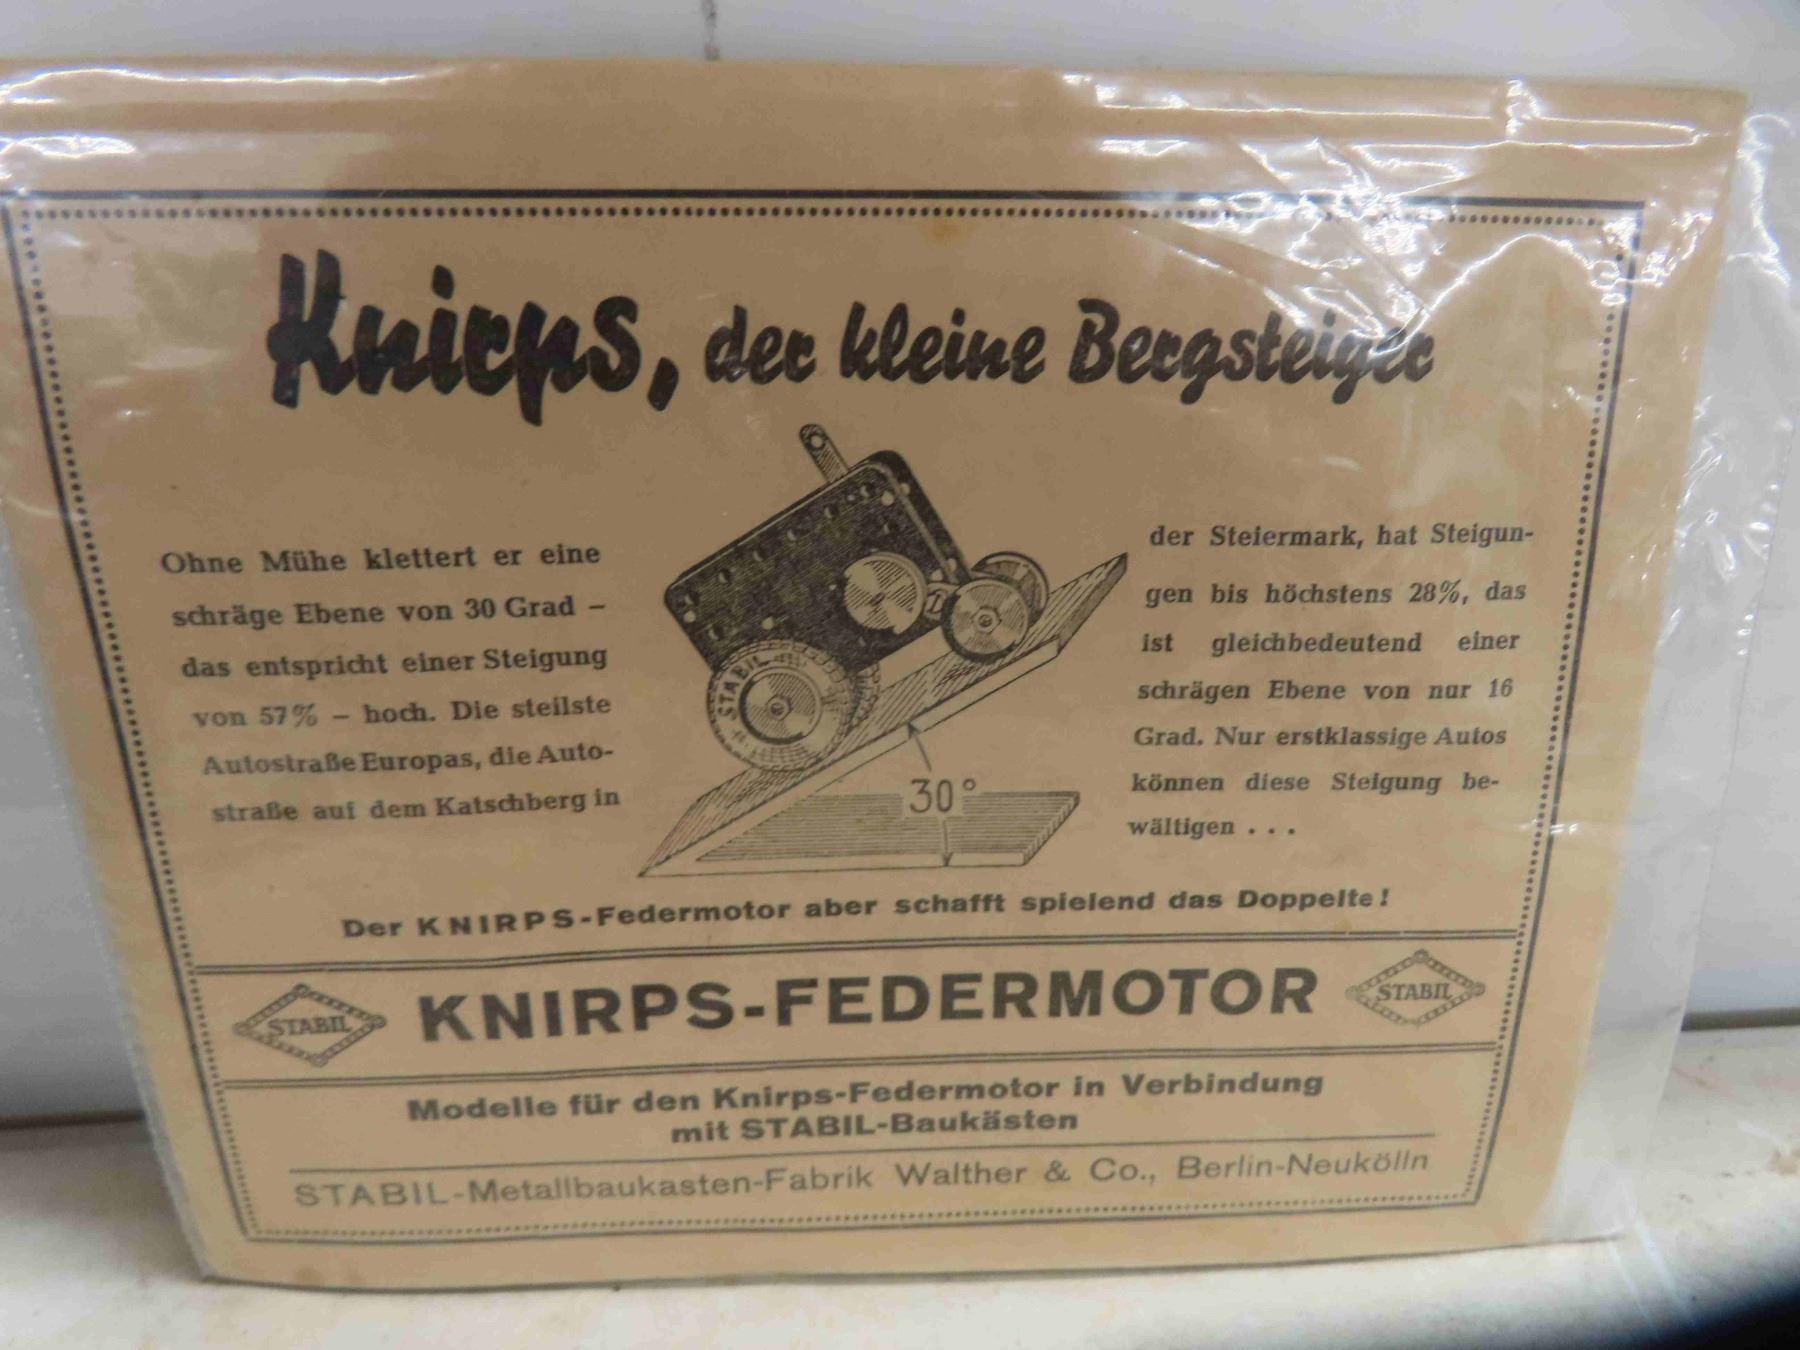 Knirps, der kleine Bergsteiger
Ohne Mühe klettert er eine
schräge Ebene von 30 Grad –
das entspricht einer Steigung
von 57% – hoch. Die steilste
Autostraße Europas, die Auto-
straße auf dem Katschberg in
der Steiermark, hat Steigun-
gen bis höchstens 28%, das
ist gleichbedeutend einer
schrägen Ebene von nur 16
Grad. Nur erstklassige Autos
können diese Steigung be-
wältigen . . .
STABIL
30°
Der KNIRPS-Federmotor aber schafft spielend das Doppelte!
STABIL
KNIRPS-FEDERMOTOR
STABIL
Modelle für den Knirps-Federmotor in Verbindung
mit STABIL-Baukästen
STABIL-Metallbaukasten-Fabrik Walther & Co., Berlin-Neukölln